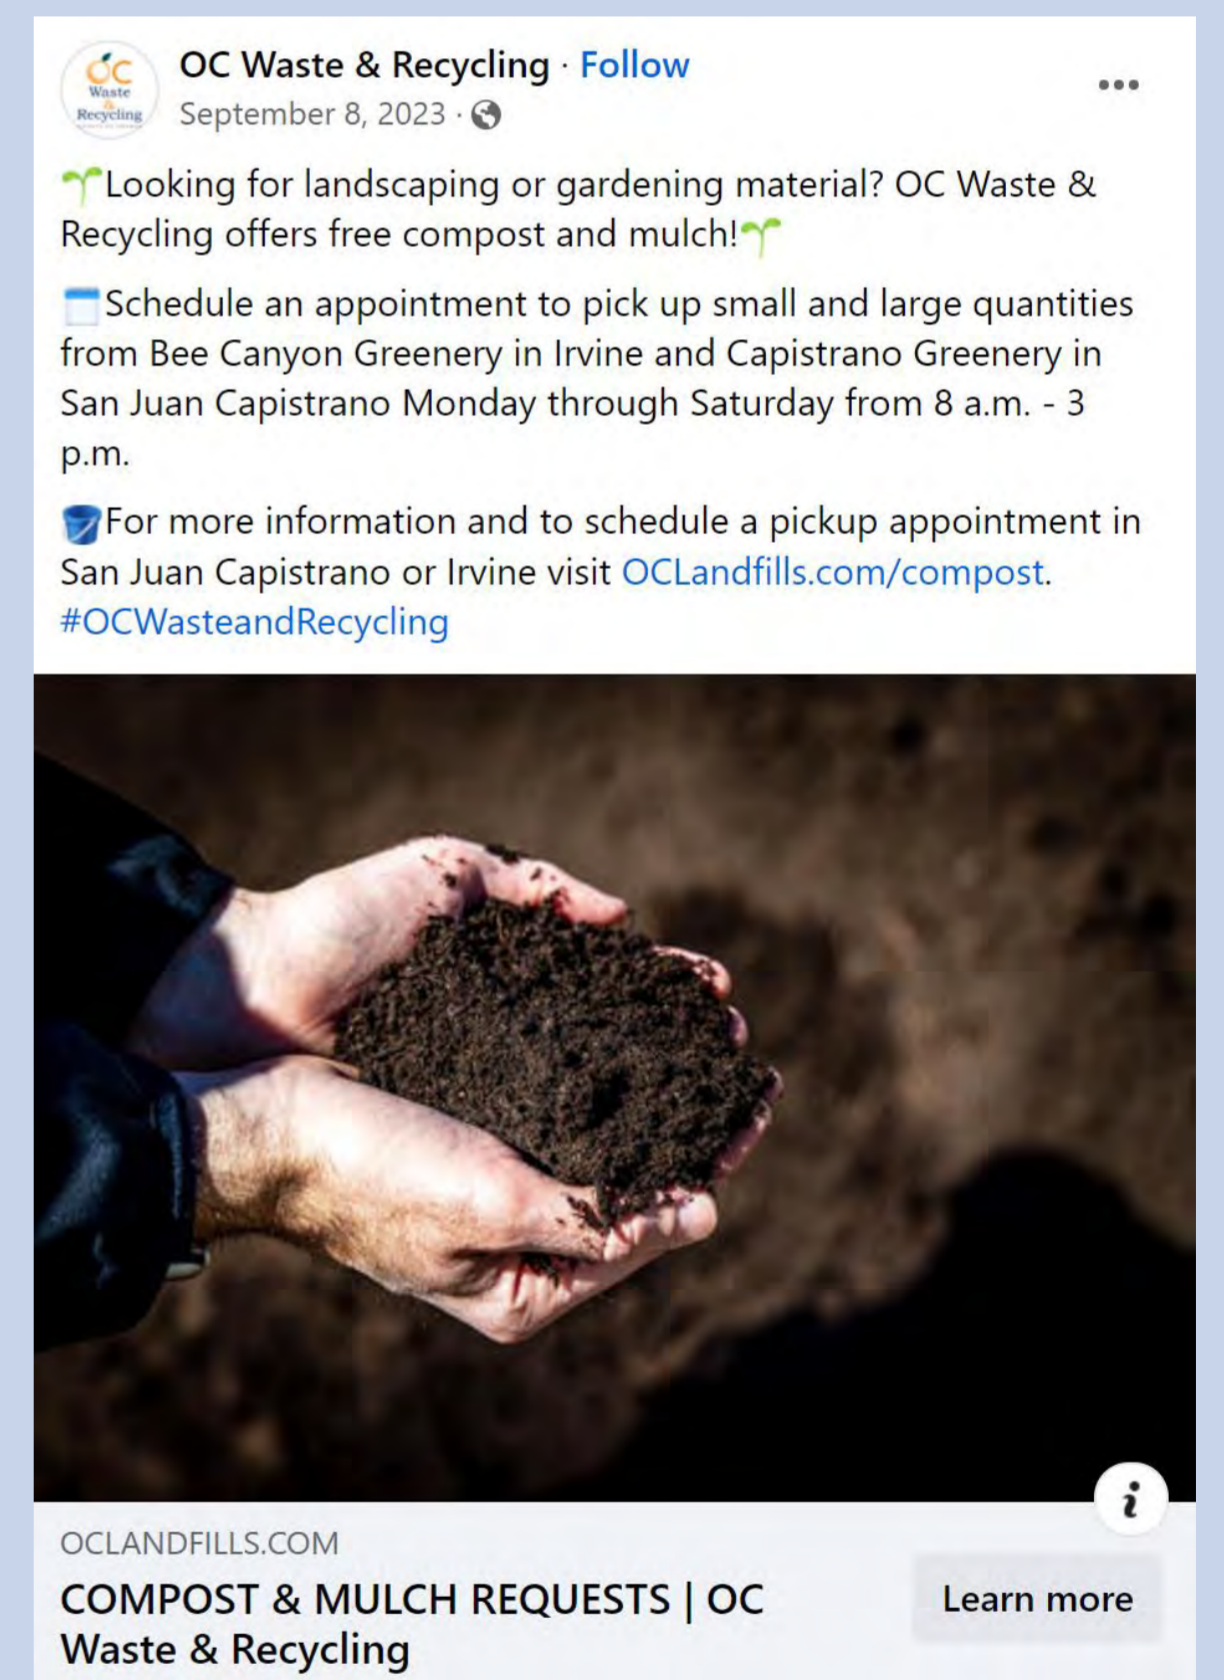 OC Waste & Recycling
OC Waste & Recycling · Follow
September 8, 2023 ·
🌱Looking for landscaping or gardening material? OC Waste &
Recycling offers free compost and mulch!🌱
🗓️Schedule an appointment to pick up small and large quantities
from Bee Canyon Greenery in Irvine and Capistrano Greenery in
San Juan Capistrano Monday through Saturday from 8 a.m. - 3
p.m.
🪣For more information and to schedule a pickup appointment in
San Juan Capistrano or Irvine visit OCLandfills.com/compost.
#OCWasteandRecycling
i
OCLANDFILLS.COM
COMPOST & MULCH REQUESTS | OC
Waste & Recycling
Learn more